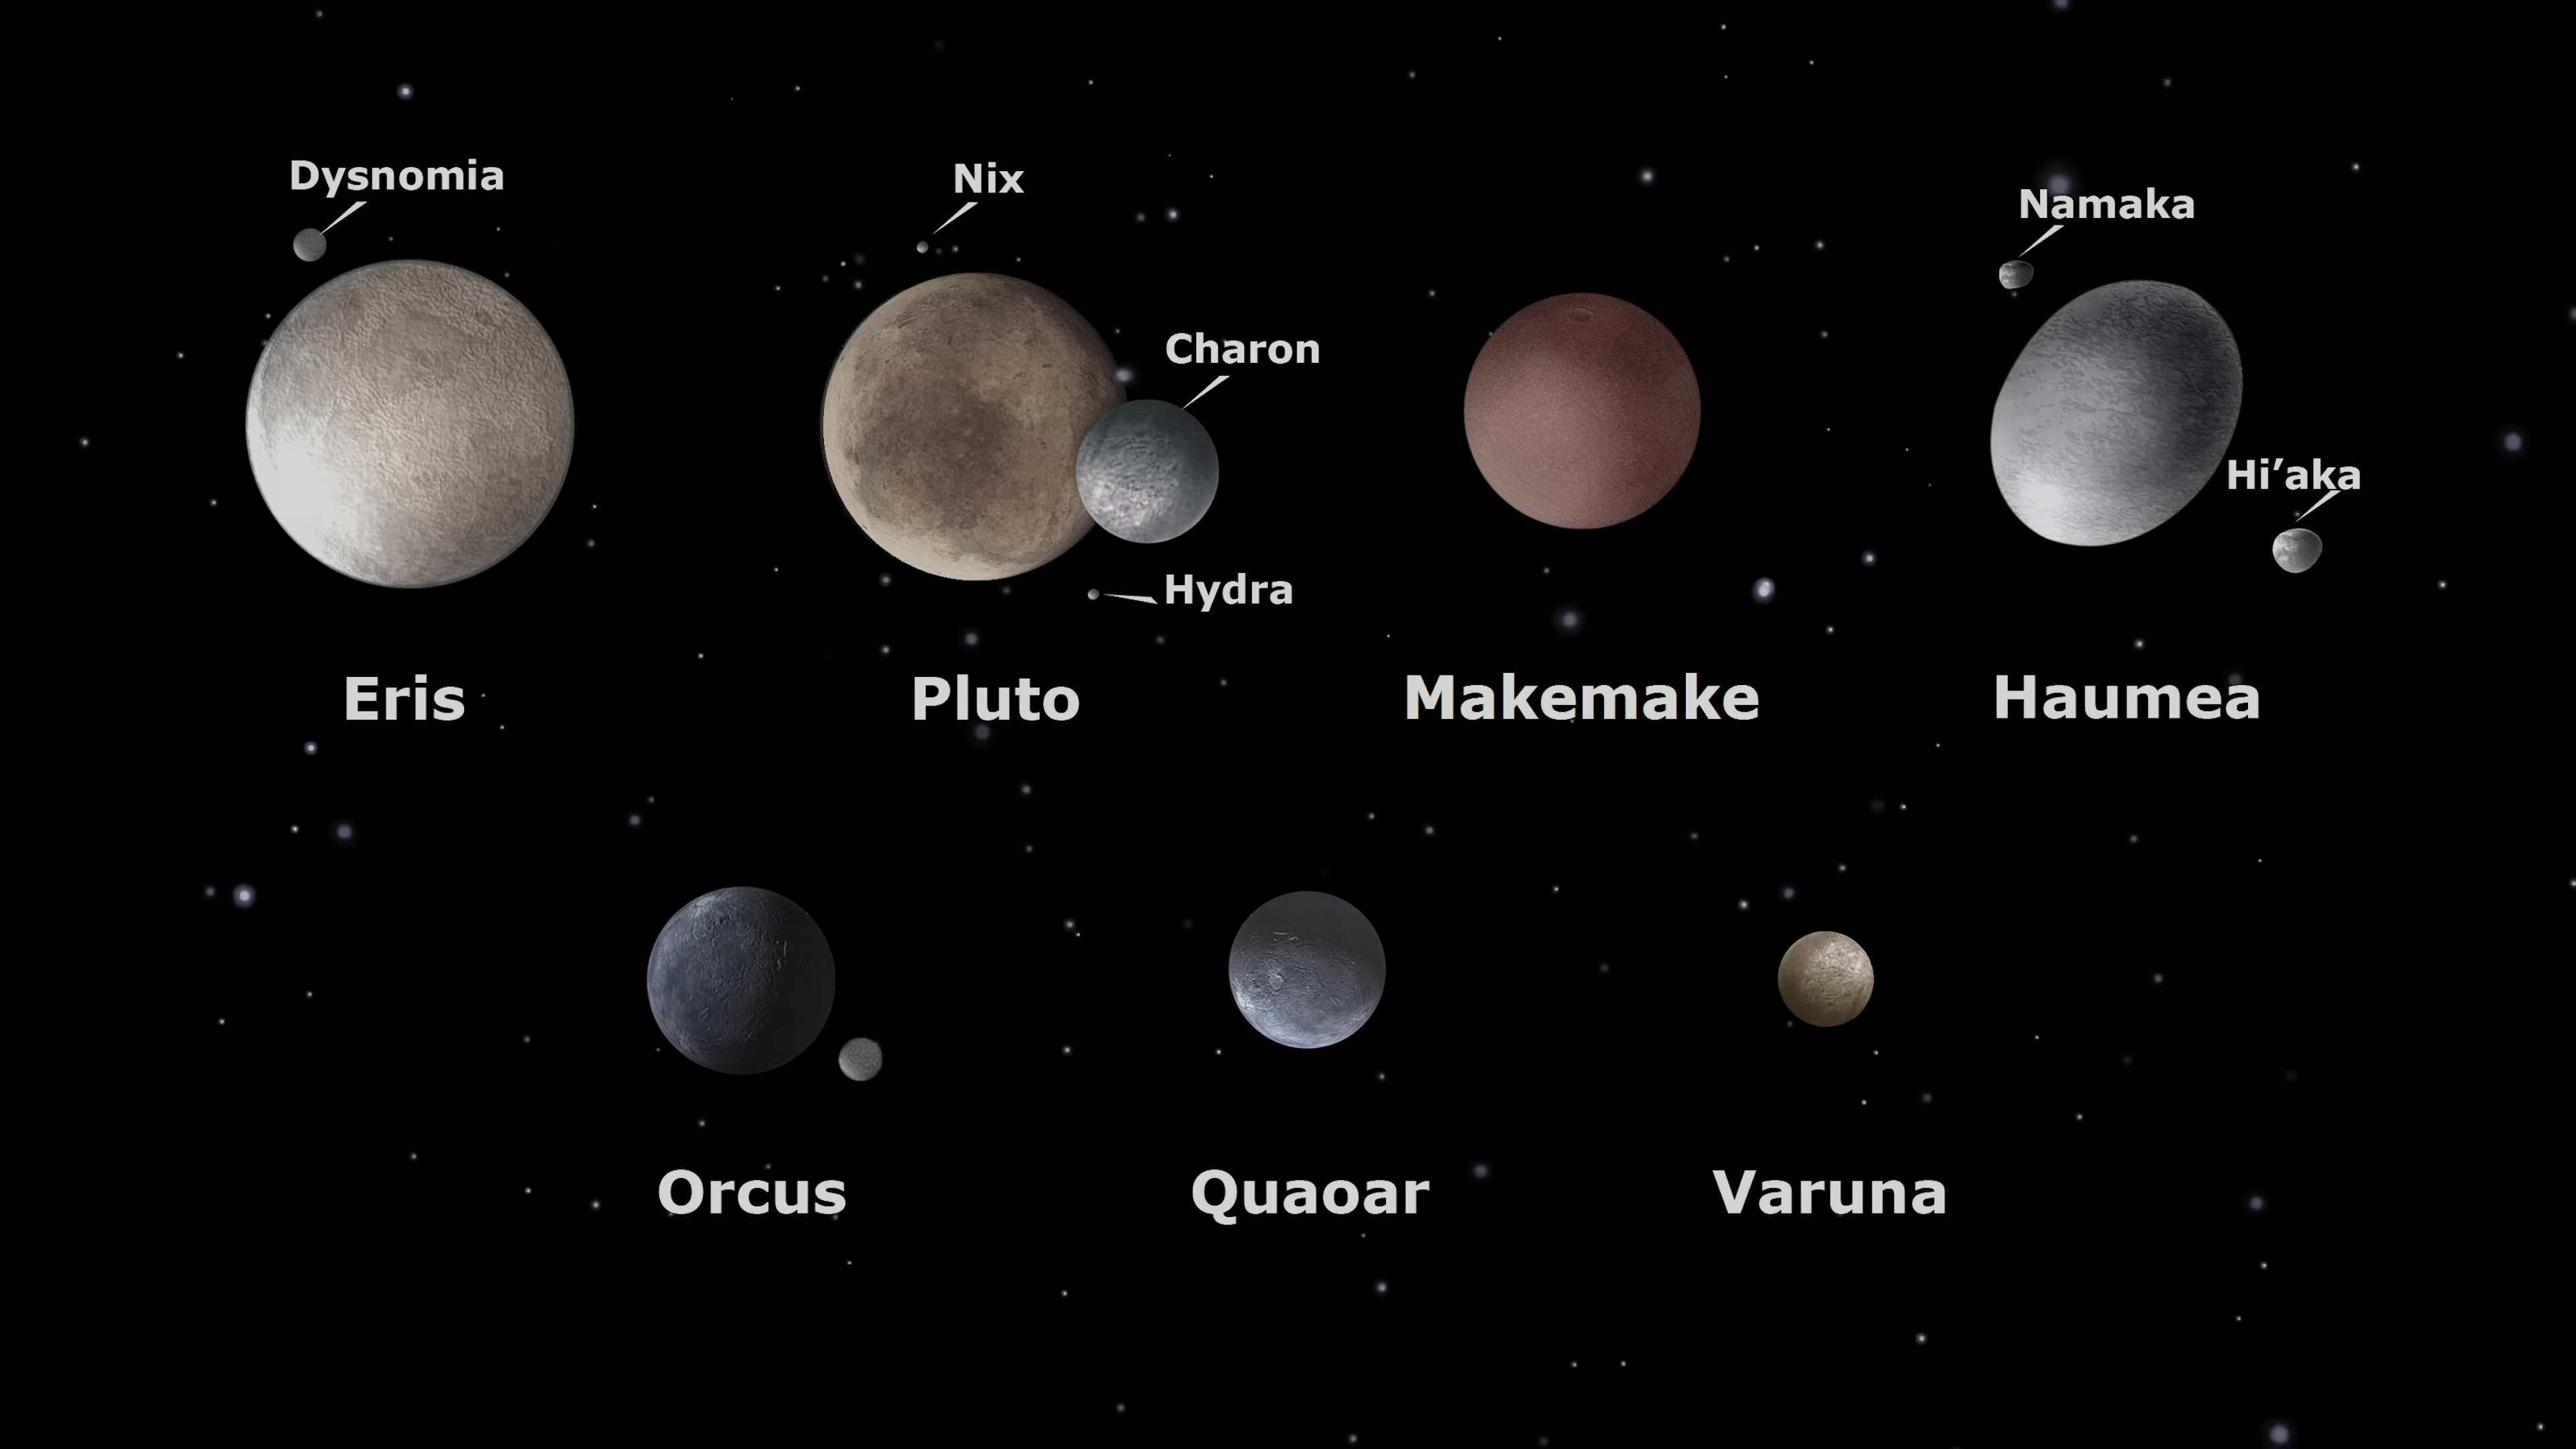 Dysnomia
Nix
Namaka
Charon
Hi’aka
Hydra
Eris
Pluto
Makemake
Haumea
Orcus
Quaoar
Varuna